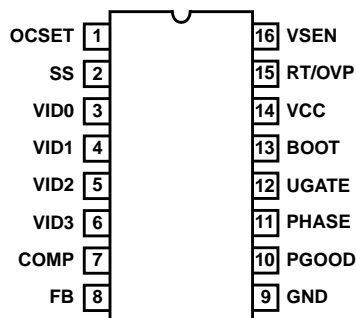 OCSET 1 16 VSEN
SS 2 15 RT/OVP
VID0 3 14 VCC
VID1 4 13 BOOT
VID2 5 12 UGATE
VID3 6 11 PHASE
COMP 7 10 PGOOD
FB 8 9 GND